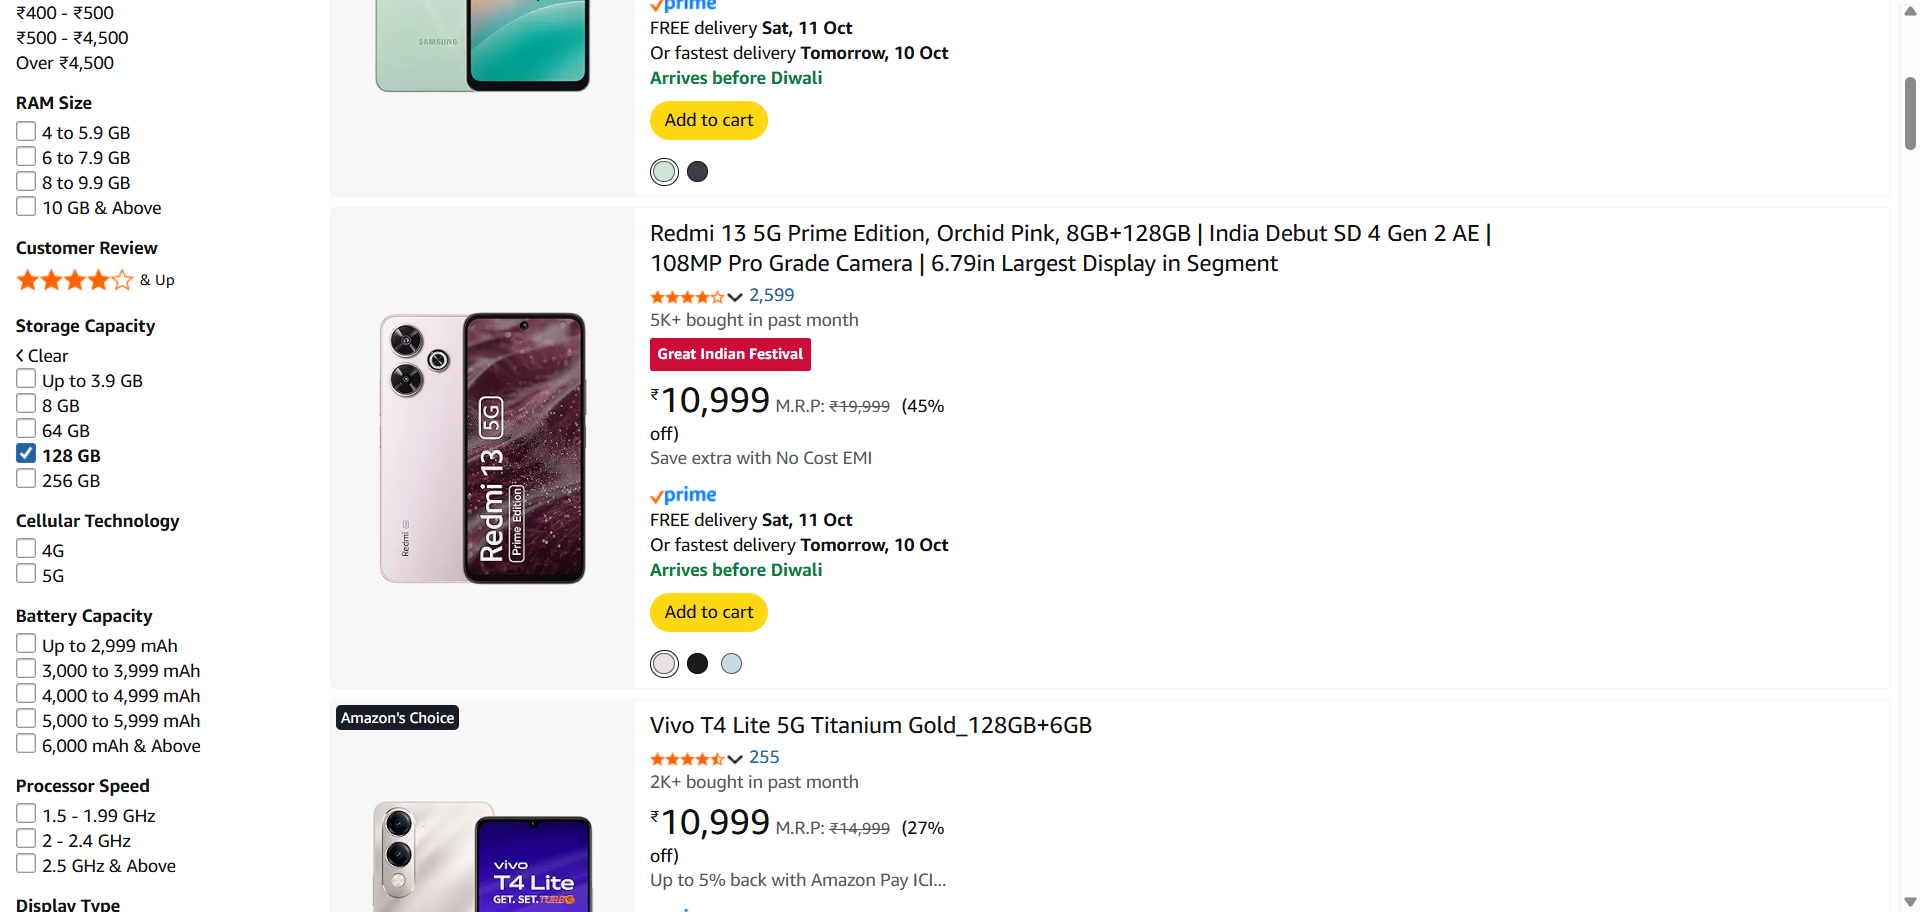 ₹400 - ₹500
₹500 - ₹4,500
Over ₹4,500
RAM Size
4 to 5.9 GB
6 to 7.9 GB
8 to 9.9 GB
10 GB & Above
Customer Review
& Up
Storage Capacity
Clear
Up to 3.9 GB
8 GB
64 GB
128 GB
256 GB
Cellular Technology
4G
5G
Battery Capacity
Up to 2,999 mAh
3,000 to 3,999 mAh
4,000 to 4,999 mAh
5,000 to 5,999 mAh
6,000 mAh & Above
Processor Speed
1.5 - 1.99 GHz
2 - 2.4 GHz
2.5 GHz & Above
Display Type
SAMSUNG
prime
FREE delivery Sat, 11 Oct
Or fastest delivery Tomorrow, 10 Oct
Arrives before Diwali
Add to cart
Redmi
Redmi 13 5G
Prime Edition
Redmi 13 5G Prime Edition, Orchid Pink, 8GB+128GB | India Debut SD 4 Gen 2 AE |
108MP Pro Grade Camera | 6.79in Largest Display in Segment
2,599
5K+ bought in past month
Great Indian Festival
₹10,999 M.R.P: ₹19,999 (45%
off)
Save extra with No Cost EMI
prime
FREE delivery Sat, 11 Oct
Or fastest delivery Tomorrow, 10 Oct
Arrives before Diwali
Add to cart
Amazon's Choice
vivo
T4 Lite
GET. SET. TURBO
Vivo T4 Lite 5G Titanium Gold_128GB+6GB
255
2K+ bought in past month
₹10,999 M.R.P: ₹14,999 (27%
off)
Up to 5% back with Amazon Pay ICI...